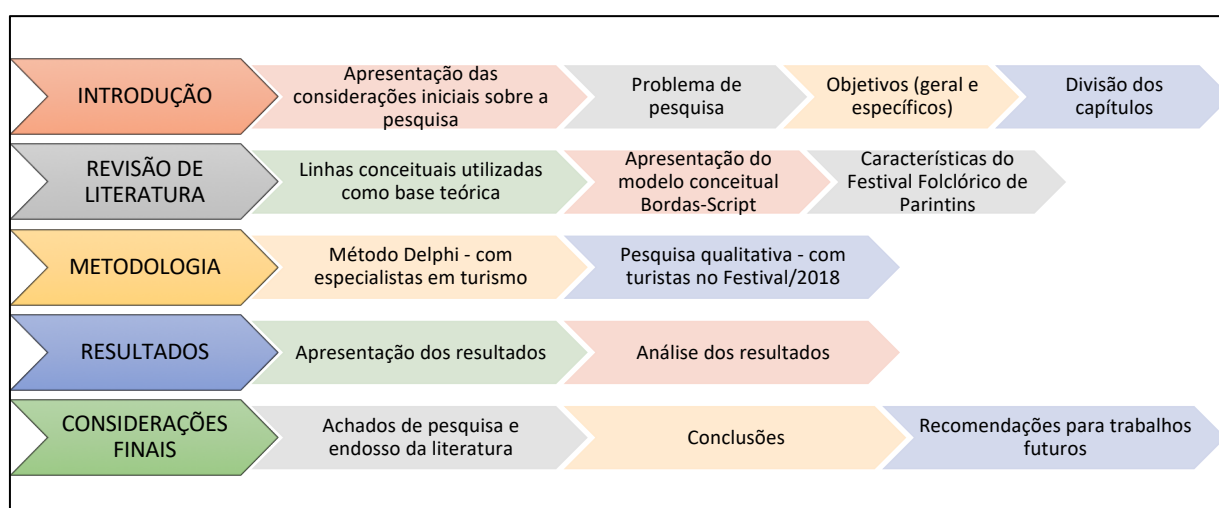 INTRODUÇÃO
Apresentação das
considerações iniciais sobre a
pesquisa
Problema de
pesquisa
Objetivos (geral e
específicos)
Divisão dos
capítulos
REVISÃO DE
LITERATURA
Linhas conceituais utilizadas
como base teórica
Apresentação do
modelo conceitual
Bordas-Script
Características do
Festival Folclórico de
Parintins
METODOLOGIA
Método Delphi - com
especialistas em turismo
Pesquisa qualitativa - com
turistas no Festival/2018
RESULTADOS
Apresentação dos resultados
Análise dos resultados
CONSIDERAÇÕES
FINAIS
Achados de pesquisa e
endosso da literatura
Conclusões
Recomendações para trabalhos
futuros